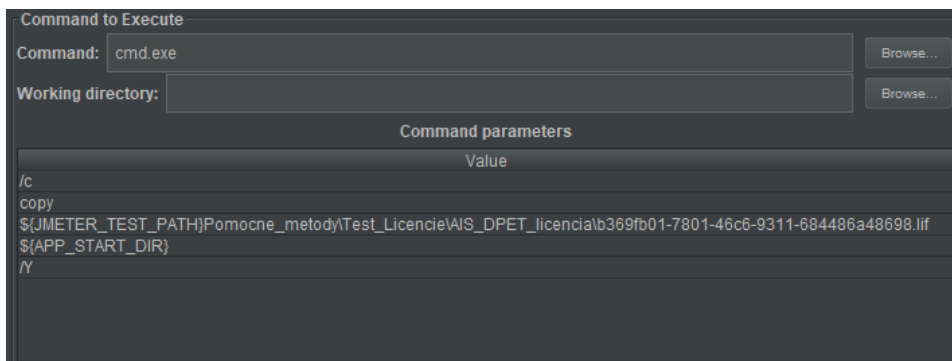 Command to Execute
Command: cmd.exe Browse...
Working directory: Browse...
Command parameters
Value
/c
copy
${JMETER_TEST_PATH}Pomocne_metody\Test_Licencie\AIS_DPET_licencia\b369fb01-7801-46c6-9311-684486a48698.lif
${APP_START_DIR}
/Y